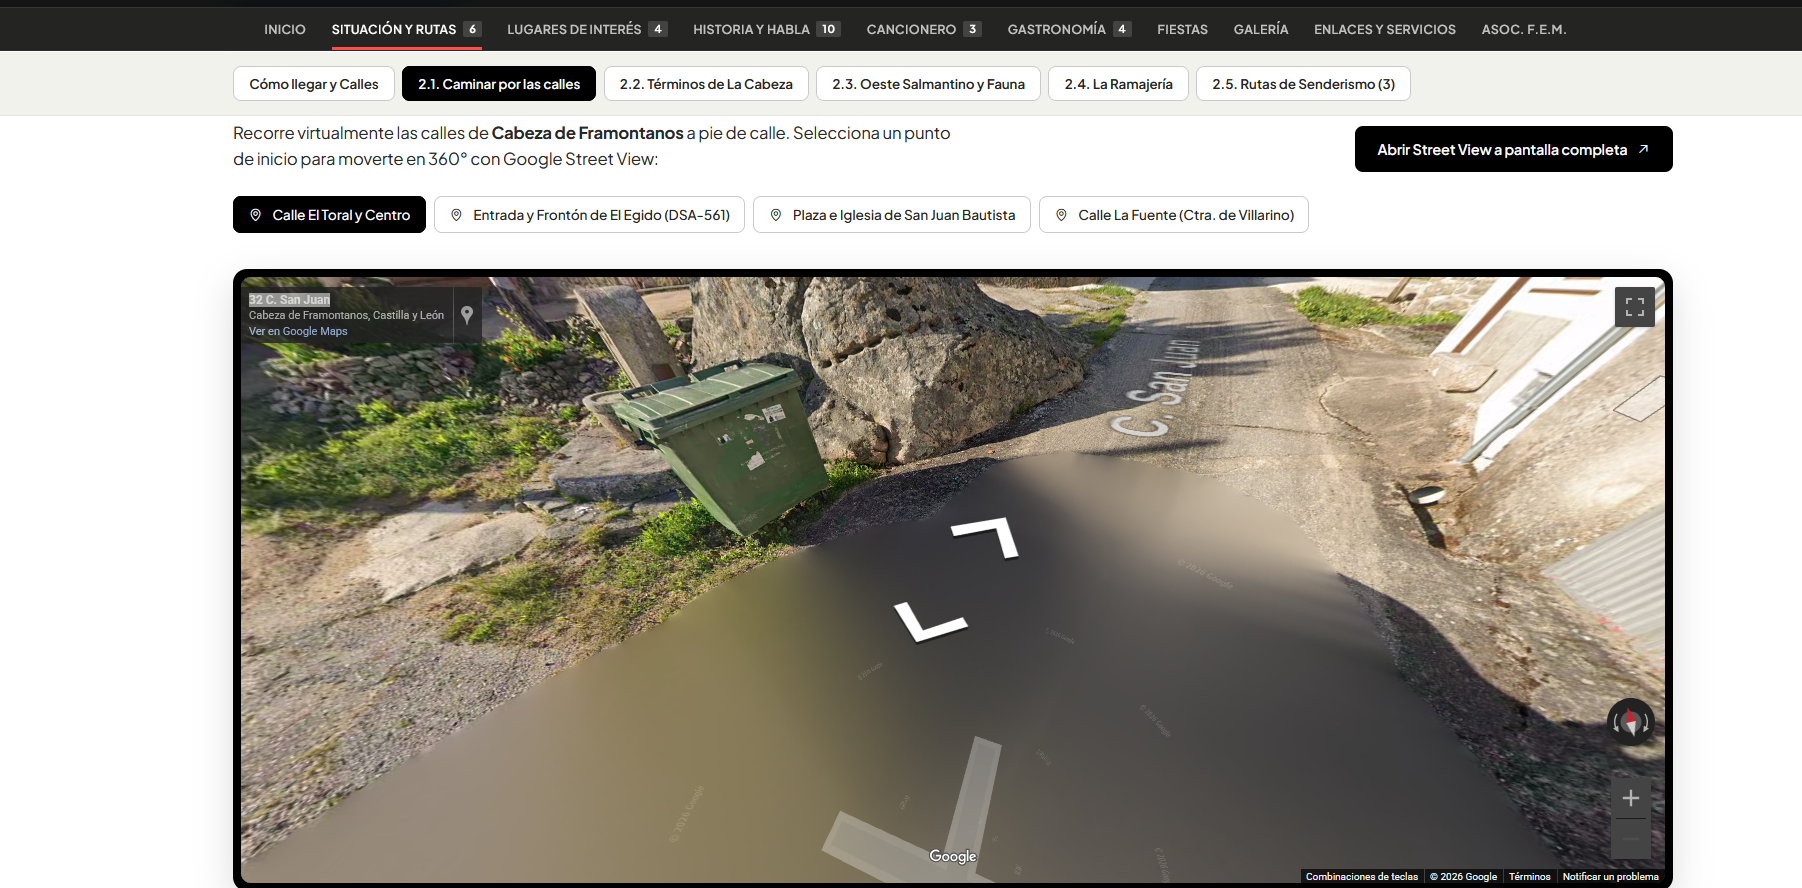 INICIO
SITUACIÓN Y RUTAS 6
LUGARES DE INTERÉS 4
HISTORIA Y HABLA 10
CANCIONERO 3
GASTRONOMÍA 4
FIESTAS
GALERÍA
ENLACES Y SERVICIOS
ASOC. F.E.M.
Cómo llegar y Calles
2.1. Caminar por las calles
2.2. Términos de La Cabeza
2.3. Oeste Salmantino y Fauna
2.4. La Ramajería
2.5. Rutas de Senderismo (3)
Recorre virtualmente las calles de Cabeza de Framontanos a pie de calle. Selecciona un punto
de inicio para moverte en 360° con Google Street View:
Abrir Street View a pantalla completa
Calle El Toral y Centro
Entrada y Frontón de El Egido (DSA-561)
Plaza e Iglesia de San Juan Bautista
Calle La Fuente (Ctra. de Villarino)
32 C. San Juan
Cabeza de Framontanos, Castilla y León
Ver en Google Maps
C. San Juan
© 2026 Google
© 2026 Google
© 2026 Google
Google
Combinaciones de teclas
© 2026 Google
Términos
Notificar un problema